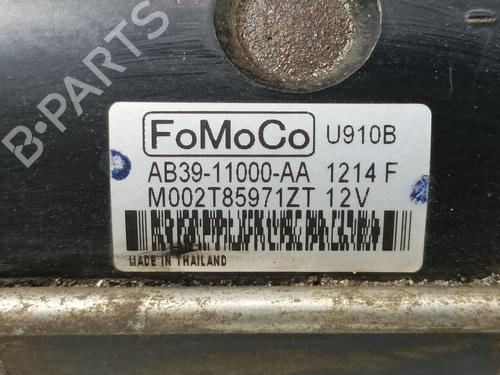 FoMoCo U910B
AB39-11000-AA 1214 F
M002T85971ZT 12V
MADE IN THAILAND
B-PARTS